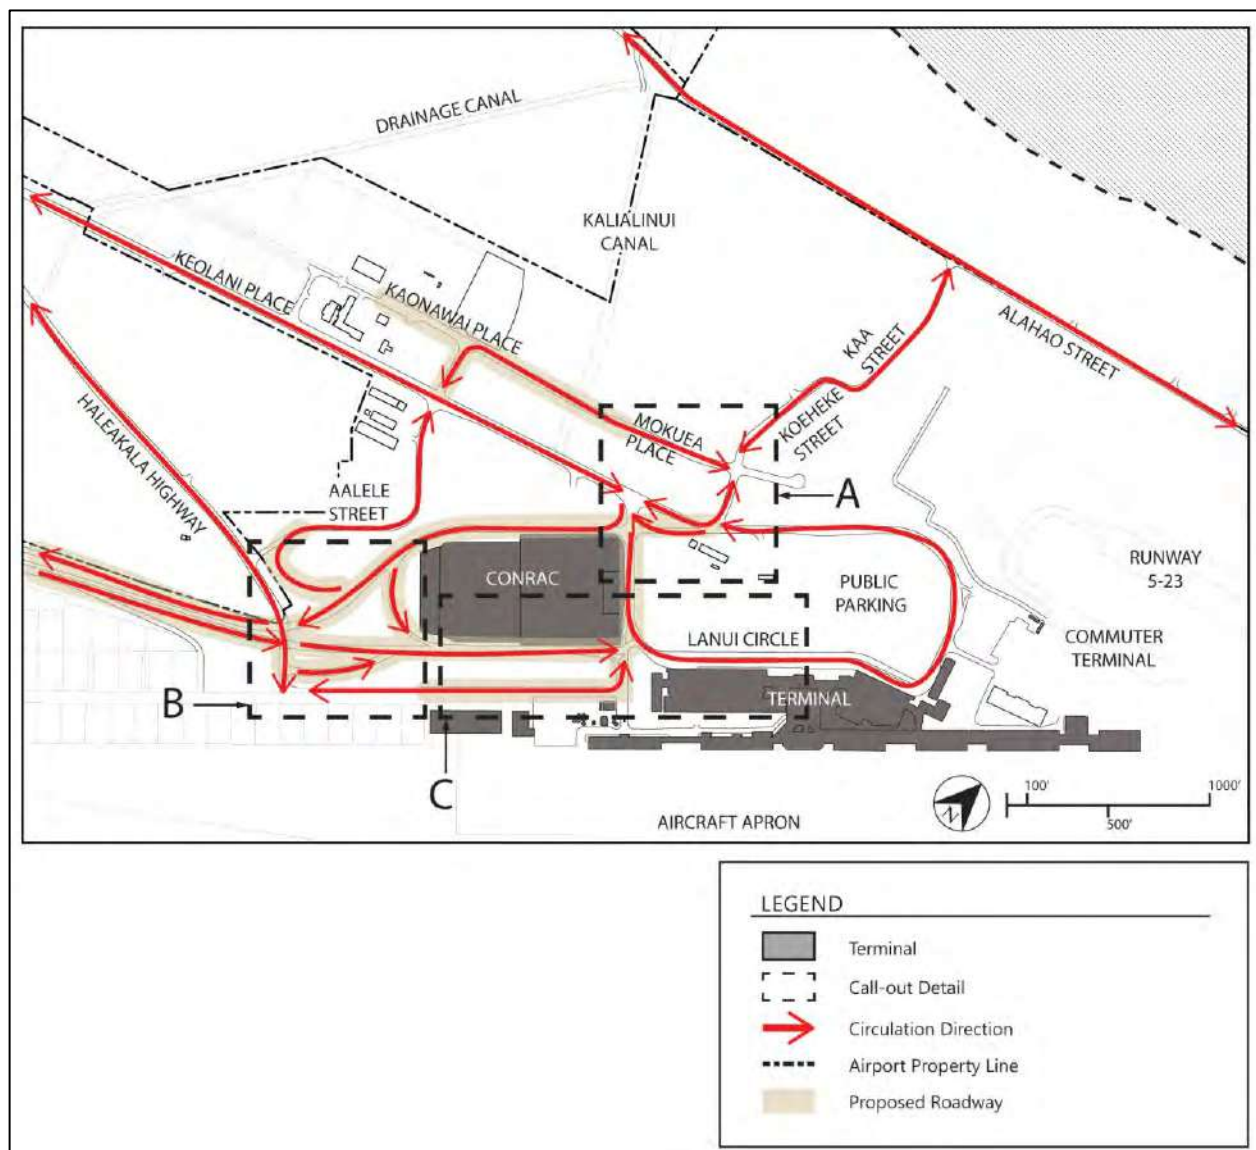 DRAINAGE CANAL
KALIALINUI
CANAL
KEOLANI PLACE
KAONAWAI PLACE
ALAHAO STREET
KAA
STREET
KOEHEKE
STREET
MOKUEA
PLACE
HALEAKALA HIGHWAY
AALELE
STREET
A
CONRAC
PUBLIC
PARKING
RUNWAY
5-23
LANUI CIRCLE
COMMUTER
TERMINAL
TERMINAL
B
C
N
100'
1000'
500'
AIRCRAFT APRON
LEGEND
Terminal
Call-out Detail
Circulation Direction
Airport Property Line
Proposed Roadway